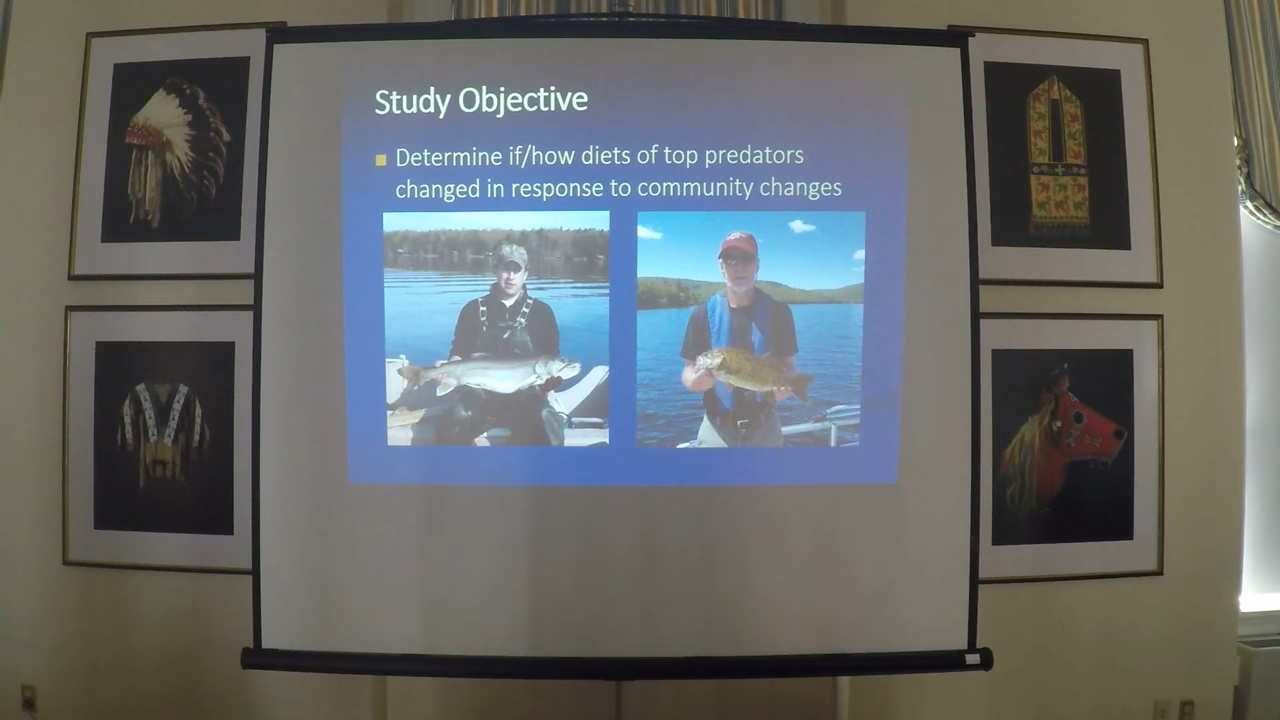 Study Objective
Determine if/how diets of top predators
changed in response to community changes